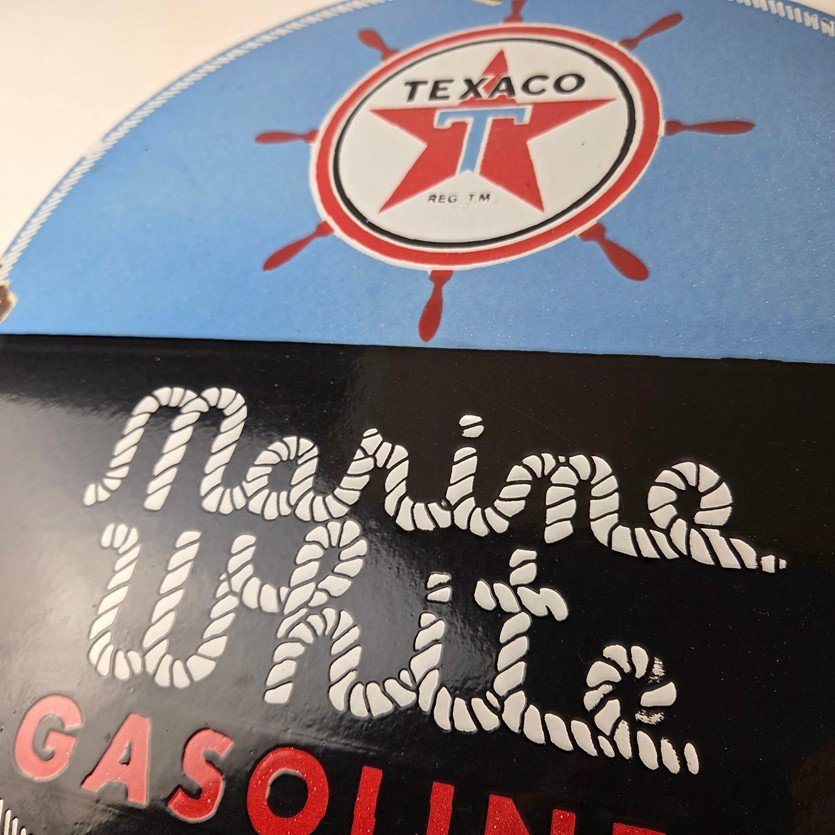 TEXACO
T
REG TM
Marine
White
GASOLINE